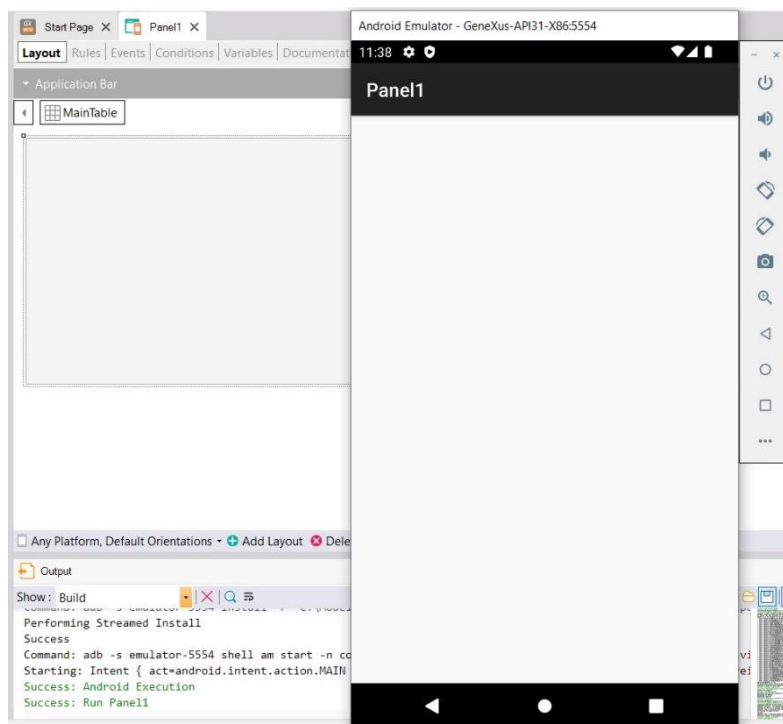 Start Page
Panel1
Layout Rules Events Conditions Variables Documentat
Application Bar
MainTable
Any Platform, Default Orientations Add Layout Dele
Output
Show: Build
Performing Streamed Install
Success
Command: adb -s emulator-5554 shell am start -n co
Starting: Intent { act=android.intent.action.MAIN
Success: Android Execution
Success: Run Panel1
Android Emulator - GeneXus-API31-X86:5554
11:38
Panel1